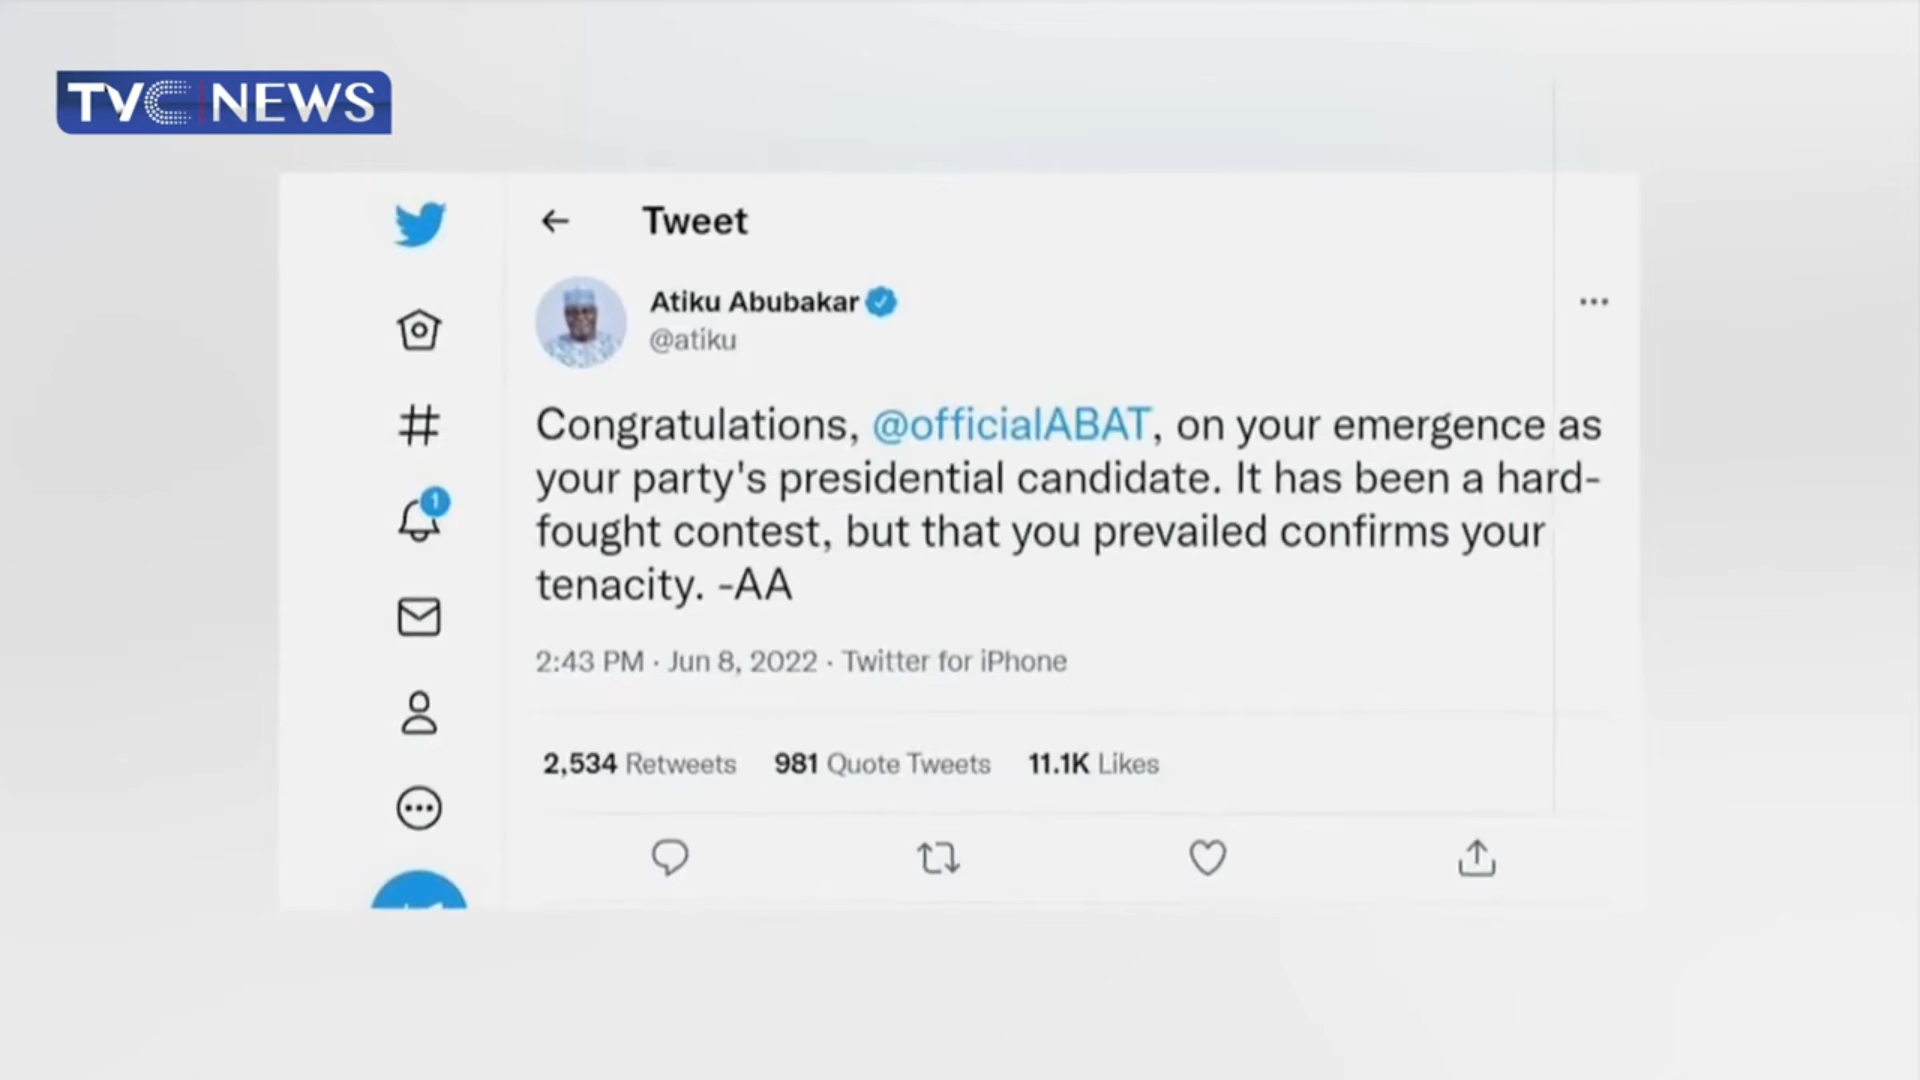 TVC NEWS
Tweet
Atiku Abubakar
@atiku
1
Congratulations, @officialABAT, on your emergence as
your party's presidential candidate. It has been a hard-
fought contest, but that you prevailed confirms your
tenacity. -AA
2:43 PM · Jun 8, 2022 · Twitter for iPhone
2,534 Retweets 981 Quote Tweets 11.1K Likes